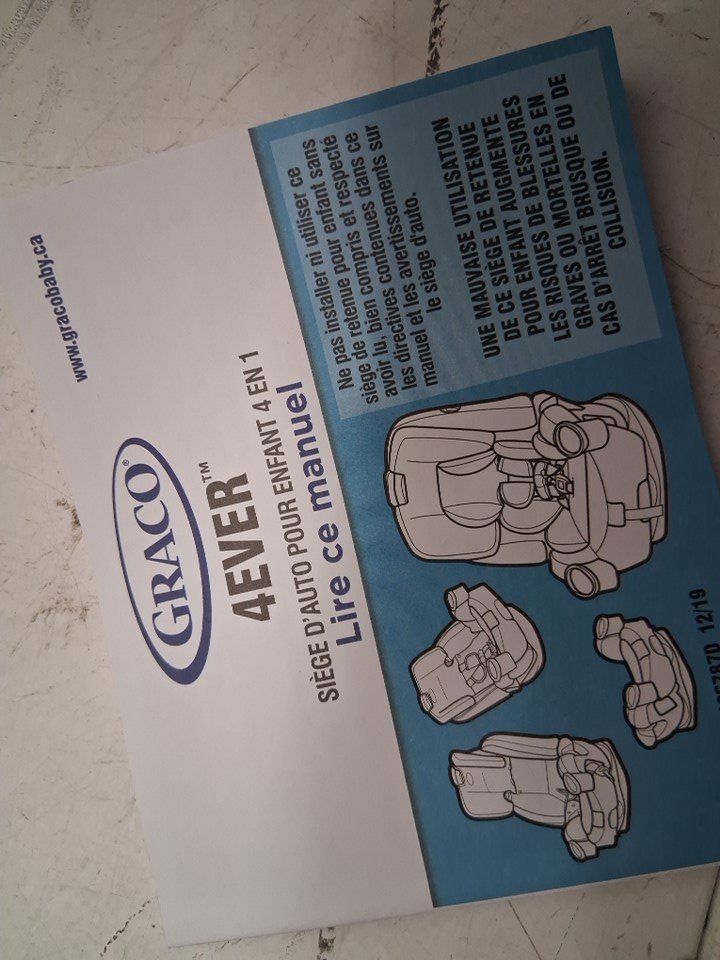 www.gracobaby.ca
GRACO®
4EVER™
SIÈGE D'AUTO POUR ENFANT 4 EN 1
Lire ce manuel
Ne pas installer ni utiliser ce
siège de retenue pour enfant sans
avoir lu, bien compris et respecté
les directives contenues dans ce
manuel et les avertissements sur
le siège d'auto.
UNE MAUVAISE UTILISATION
DE CE SIÈGE DE RETENUE
POUR ENFANT AUGMENTE
LES RISQUES DE BLESSURES
GRAVES OU MORTELLES EN
CAS D'ARRÊT BRUSQUE OU DE
COLLISION.
12/19